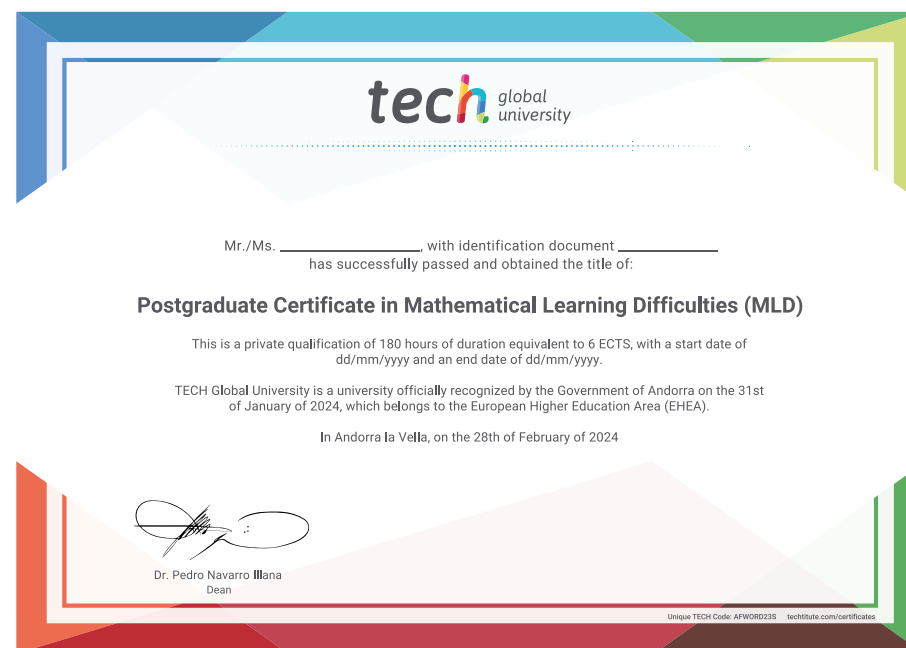 tech global
university
Mr./Ms. ____________, with identification document ____________
has successfully passed and obtained the title of:
Postgraduate Certificate in Mathematical Learning Difficulties (MLD)
This is a private qualification of 180 hours of duration equivalent to 6 ECTS, with a start date of
dd/mm/yyyy and an end date of dd/mm/yyyy.
TECH Global University is a university officially recognized by the Government of Andorra on the 31st
of January of 2024, which belongs to the European Higher Education Area (EHEA).
In Andorra la Vella, on the 28th of February of 2024
Dr. Pedro Navarro Illana
Dean
Unique TECH Code: AFWORD23S techtitute.com/certificates